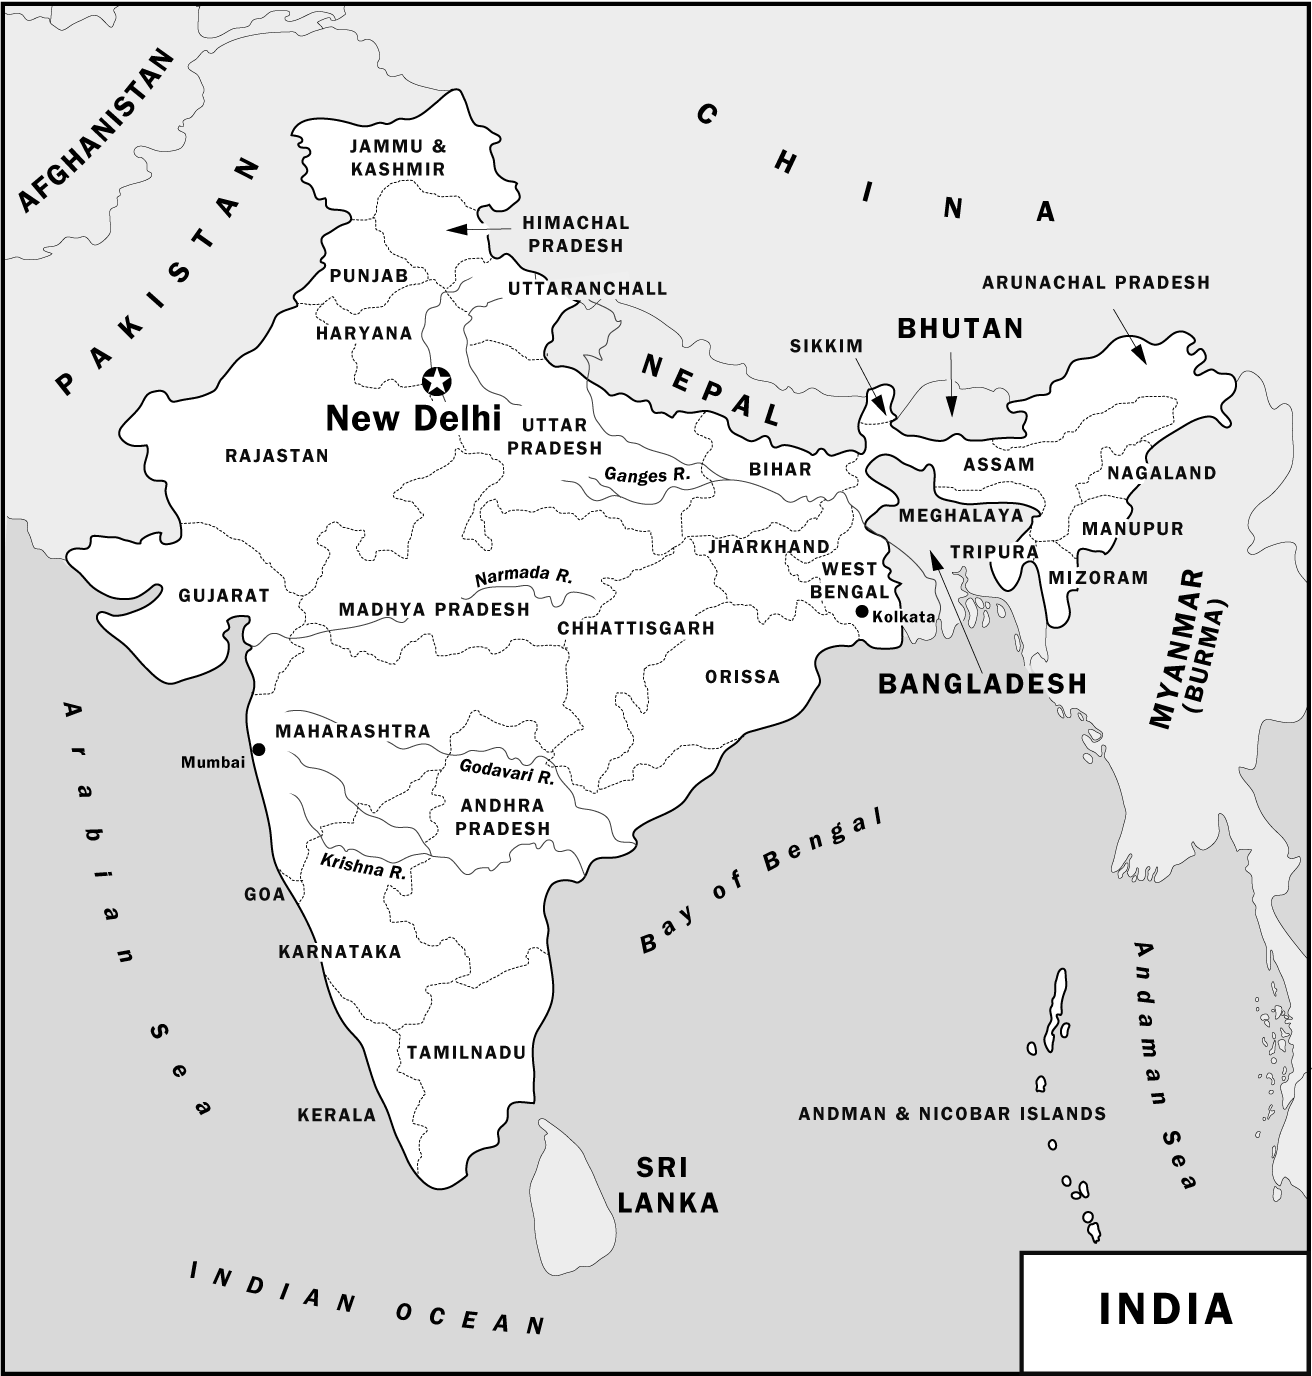 AFGHANISTAN
PAKISTAN
CHINA
JAMMU &
KASHMIR
HIMACHAL
PRADESH
PUNJAB
UTTARANCHALL
ARUNACHAL PRADESH
HARYANA
BHUTAN
SIKKIM
NEPAL
New Delhi
UTTAR
PRADESH
RAJASTAN
Ganges R.
BIHAR
ASSAM
NAGALAND
MEGHALAYA
MANUPUR
JHARKHAND
TRIPURA
WEST
BENGAL
MIZORAM
Narmada R.
GUJARAT
MADHYA PRADESH
Kolkata
CHHATTISGARH
MYANMAR
(BURMA)
ORISSA
BANGLADESH
MAHARASHTRA
Mumbai
Godavari R.
ANDHRA
PRADESH
Krishna R.
Arabian Sea
Bay of Bengal
GOA
KARNATAKA
TAMILNADU
KERALA
Andaman Sea
ANDMAN & NICOBAR ISLANDS
SRI
LANKA
INDIAN OCEAN
INDIA